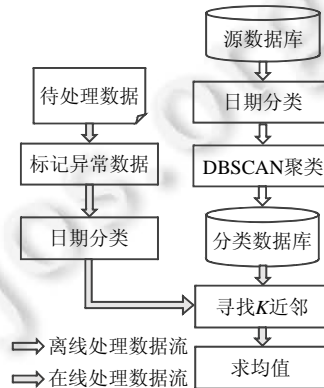 源数据库
待处理数据
日期分类
标记异常数据
DBSCAN聚类
日期分类
分类数据库
寻找K近邻
离线处理数据流
求均值
在线处理数据流